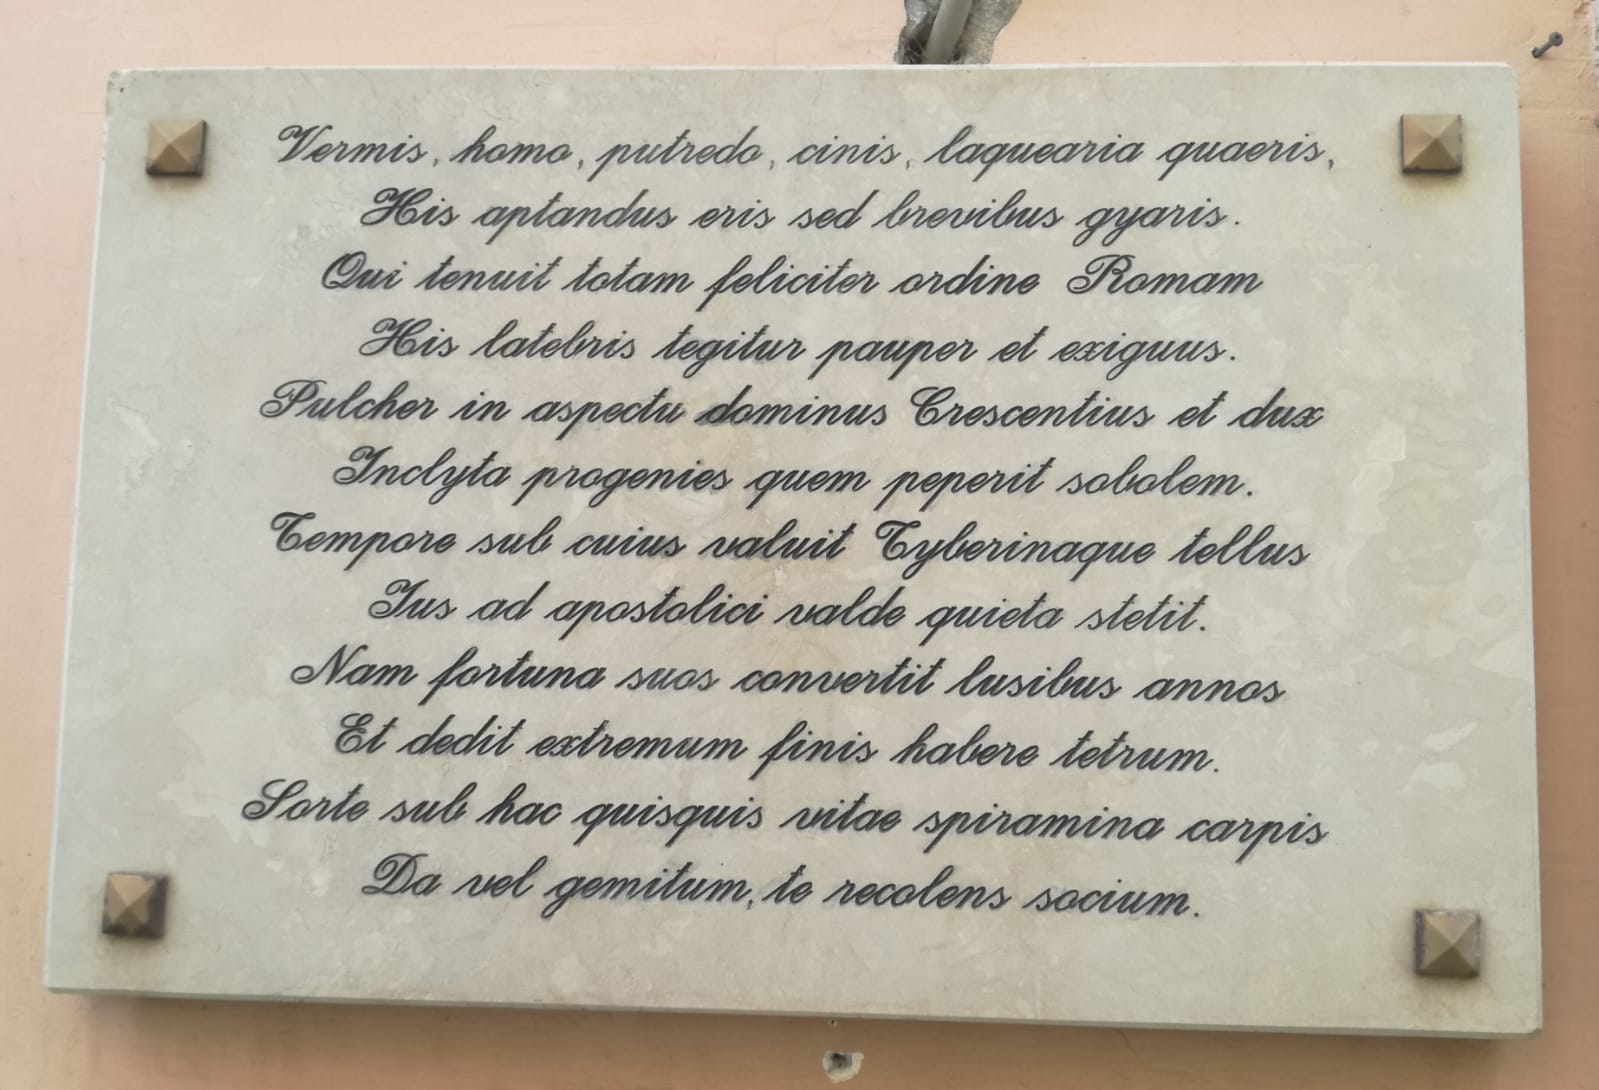 Vermis, homo, putredo, cinis, laquearia quaeris,
His aptandus eris sed brevibus gyaris.
Qui tenuit totam feliciter ordine Romam
His latebris tegitur pauper et exiguus.
Pulcher in aspectu dominus Crescentius et dux
Inclyta progenies quem peperit sobolem.
Tempore sub cuius valuit Tyberinaque tellus
Ius ad apostolici valde quieta stetit.
Nam fortuna suos convertit lusibus annos
Et dedit extremum finis habere tetrum.
Sorte sub hac quisquis vitae spiramina carpis
Da vel gemitum, te recolens socium.